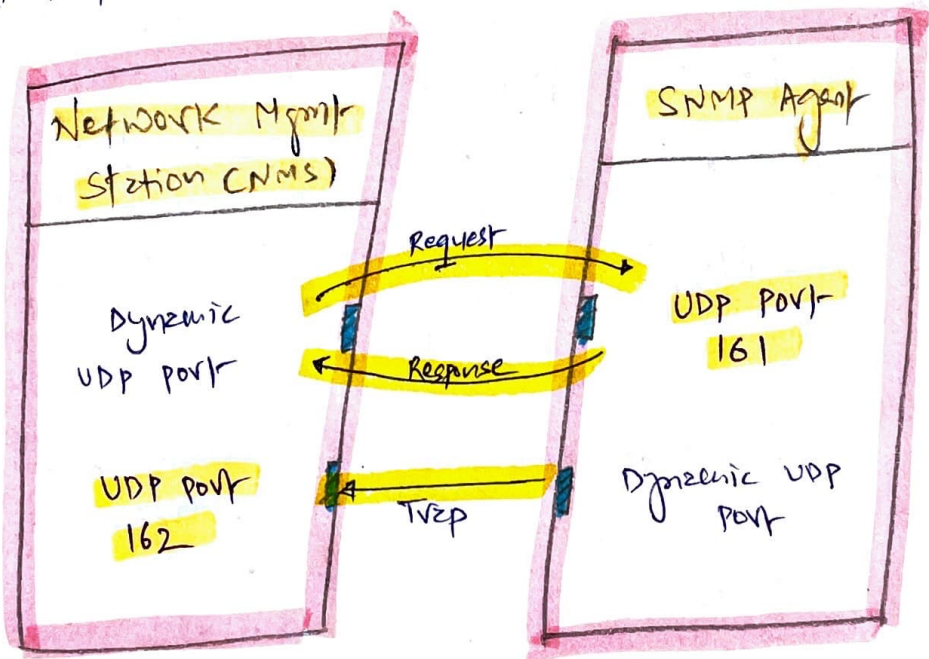 Network Mgmt
Station (NMS)
SNMP Agent
Request
Dynamic
UDP port
UDP port
161
Response
UDP port
162
Trap
Dynamic UDP
port